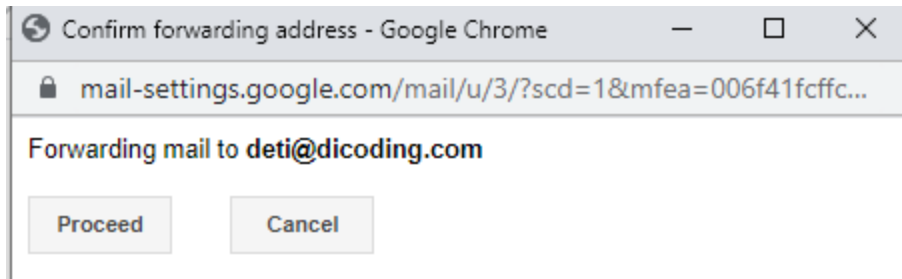 Confirm forwarding address - Google Chrome
mail-settings.google.com/mail/u/3/?scd=1&mfea=006f41fcffc...
Forwarding mail to deti@dicoding.com
Proceed Cancel